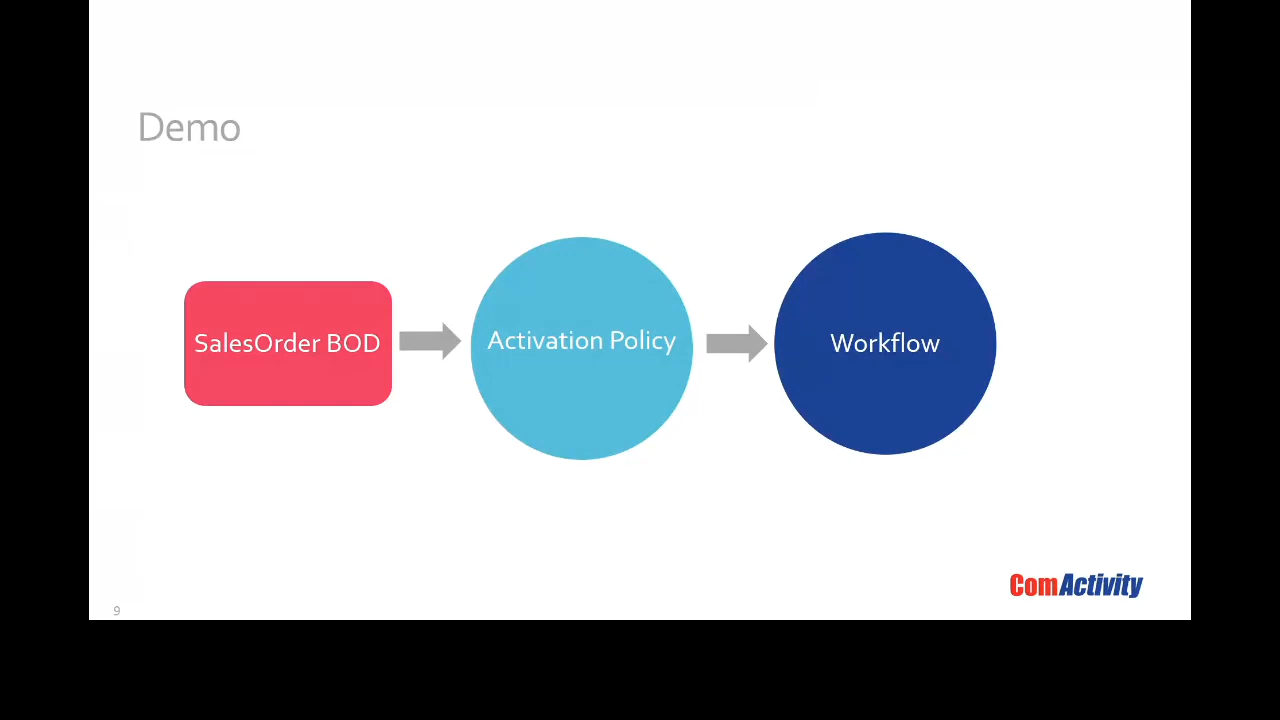 Demo
SalesOrder BOD
Activation Policy
Workflow
ComActivity
9